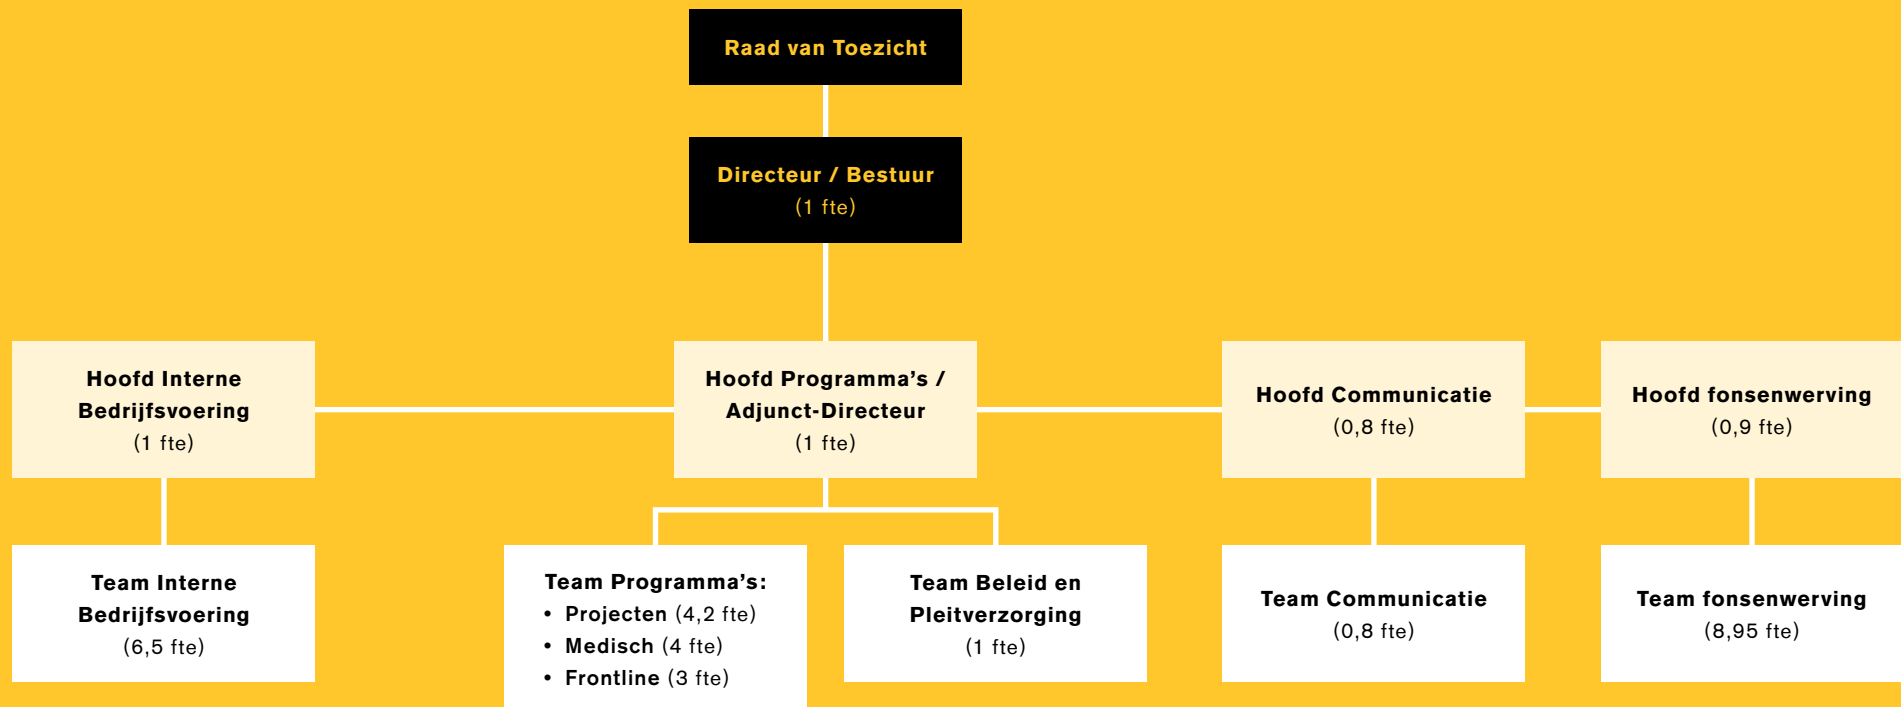 Raad van Toezicht
Directeur / Bestuur
(1 fte)
Hoofd Interne
Bedrijfsvoering
(1 fte)
Hoofd Programma’s /
Adjunct-Directeur
(1 fte)
Hoofd Communicatie
(0,8 fte)
Hoofd fonsenwerving
(0,9 fte)
Team Interne
Bedrijfsvoering
(6,5 fte)
Team Programma’s:
• Projecten (4,2 fte)
• Medisch (4 fte)
• Frontline (3 fte)
Team Beleid en
Pleitverzorging
(1 fte)
Team Communicatie
(0,8 fte)
Team fonsenwerving
(8,95 fte)